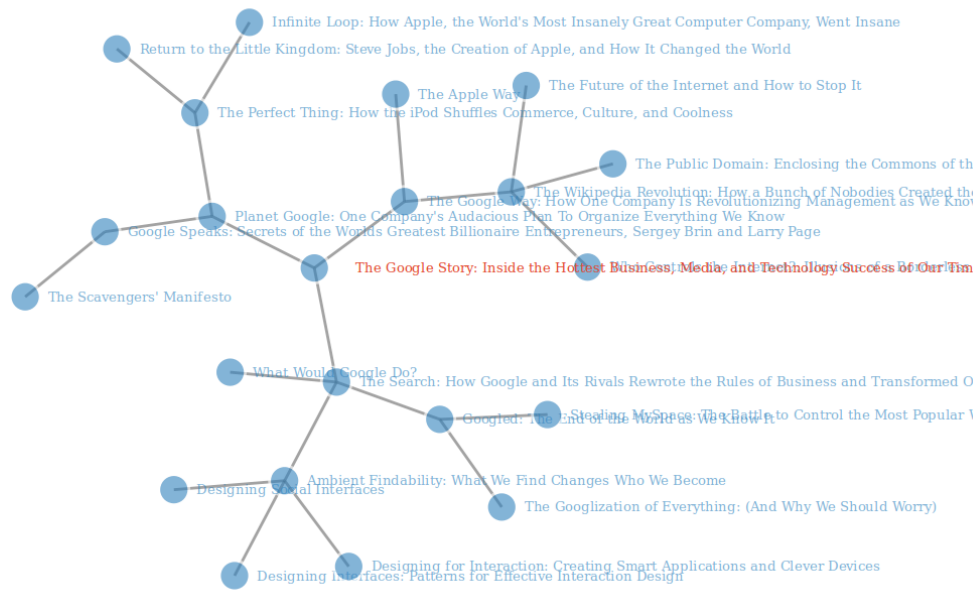 Infinite Loop: How Apple, the World's Most Insanely Great Computer Company, Went Insane
Return to the Little Kingdom: Steve Jobs, the Creation of Apple, and How It Changed the World
The Future of the Internet and How to Stop It
The Apple Way
The Perfect Thing: How the iPod Shuffles Commerce, Culture, and Coolness
The Public Domain: Enclosing the Commons of th
The Wikipedia Revolution: How a Bunch of Nobodies Created the
The Google Way: How One Company Is Revolutionizing Management as We Know
Planet Google: One Company's Audacious Plan To Organize Everything We Know
Google Speaks: Secrets of the Worlds Greatest Billionaire Entrepreneurs, Sergey Brin and Larry Page
The Google Story: Inside the Hottest Business, Media, and Technology Success of Our Tim
Who Controls the Internet? Illusions of a Borderless
The Scavengers' Manifesto
What Would Google Do?
The Search: How Google and Its Rivals Rewrote the Rules of Business and Transformed O
Stealing MySpace: The Battle to Control the Most Popular W
Googled: The End of the World as We Know It
Ambient Findability: What We Find Changes Who We Become
Designing Social Interfaces
The Googlization of Everything: (And Why We Should Worry)
Designing for Interaction: Creating Smart Applications and Clever Devices
Designing Interfaces: Patterns for Effective Interaction Design